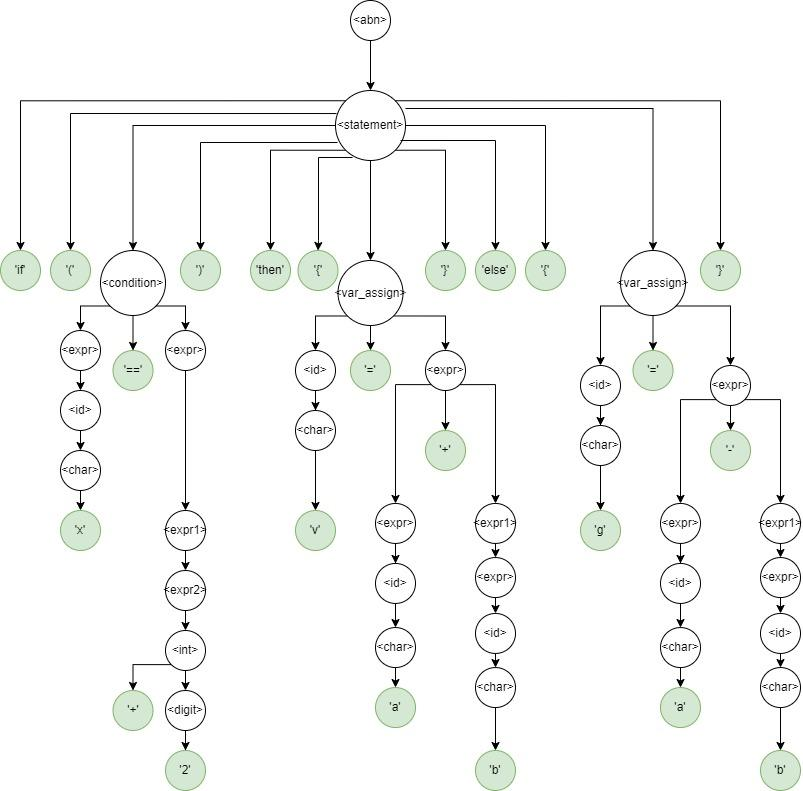 <abn>
<statement>
'if' '(' <condition> ')' 'then' '{' <var_assign> '}' 'else' '{' <var_assign> '}'
<expr> '==' <expr> <id> '=' <expr> <id> '=' <expr>
<id> <char> '+' <char> '-'
<char>
'x' <expr1> 'v' <expr> <expr1> 'g' <expr> <expr1>
<expr2> <id> <expr> <id> <expr>
<int> <char> <id> <char> <id>
'+' <digit> 'a' <char> 'a' <char>
'2' 'b' 'b'